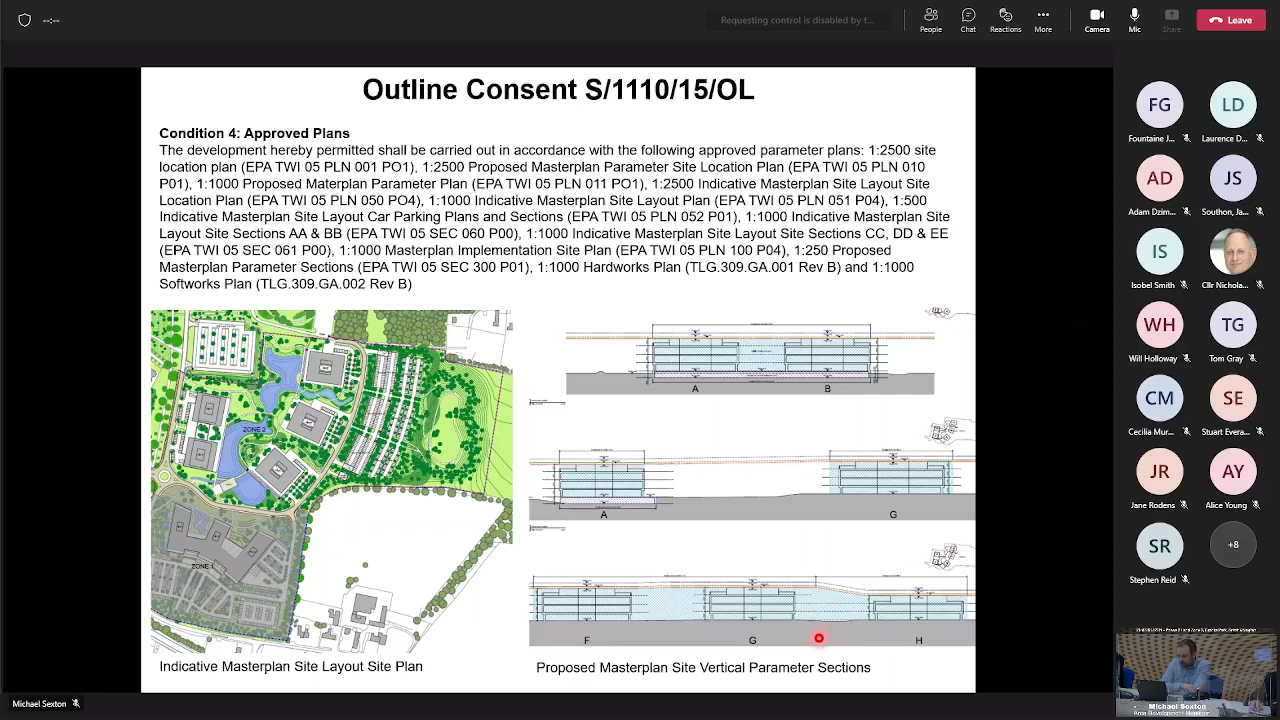 --:--
Requesting control is disabled by t...
People
Chat
Reactions
More
Camera
Mic
Share
Leave
Outline Consent S/1110/15/OL
Condition 4: Approved Plans
The development hereby permitted shall be carried out in accordance with the following approved parameter plans: 1:2500 site
location plan (EPA TWI 05 PLN 001 PO1), 1:2500 Proposed Masterplan Parameter Site Location Plan (EPA TWI 05 PLN 010
P01), 1:1000 Proposed Materplan Parameter Plan (EPA TWI 05 PLN 011 PO1), 1:2500 Indicative Masterplan Site Layout Site
Location Plan (EPA TWI 05 PLN 050 PO4), 1:1000 Indicative Masterplan Site Layout Plan (EPA TWI 05 PLN 051 P04), 1:500
Indicative Masterplan Site Layout Car Parking Plans and Sections (EPA TWI 05 PLN 052 P01), 1:1000 Indicative Masterplan Site
Layout Site Sections AA & BB (EPA TWI 05 SEC 060 P00), 1:1000 Indicative Masterplan Site Layout Site Sections CC, DD & EE
(EPA TWI 05 SEC 061 P00), 1:1000 Masterplan Implementation Site Plan (EPA TWI 05 PLN 100 P04), 1:250 Proposed
Masterplan Parameter Sections (EPA TWI 05 SEC 300 P01), 1:1000 Hardworks Plan (TLG.309.GA.001 Rev B) and 1:1000
Softworks Plan (TLG.309.GA.002 Rev B)
ZONE 2
ZONE 1
A
B
A
G
F
G
H
Indicative Masterplan Site Layout Site Plan
Proposed Masterplan Site Vertical Parameter Sections
FG
LD
Fountaine J...
Laurence D...
AD
JS
Adam Dzim...
Southon, Ja...
IS
Isobel Smith
Cllr Nichola...
WH
TG
Will Holloway
Tom Gray
CM
SE
Cecilia Mur...
Stuart Evera...
JR
AY
Jane Rodens
Alice Young
SR
+8
Stephen Reid
Michael Sexton
Michael Sexton